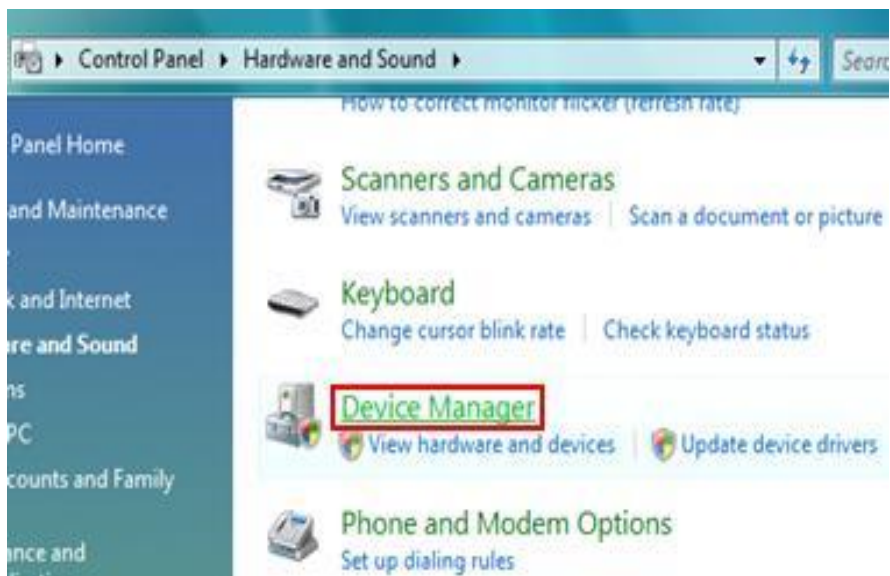 Control Panel Hardware and Sound
Sear
How to correct monitor flicker (refresh rate)
Panel Home
and Maintenance
k and Internet
are and Sound
ms
PC
counts and Family
ance and
Scanners and Cameras
View scanners and cameras Scan a document or picture
Keyboard
Change cursor blink rate Check keyboard status
Device Manager
View hardware and devices Update device drivers
Phone and Modem Options
Set up dialing rules